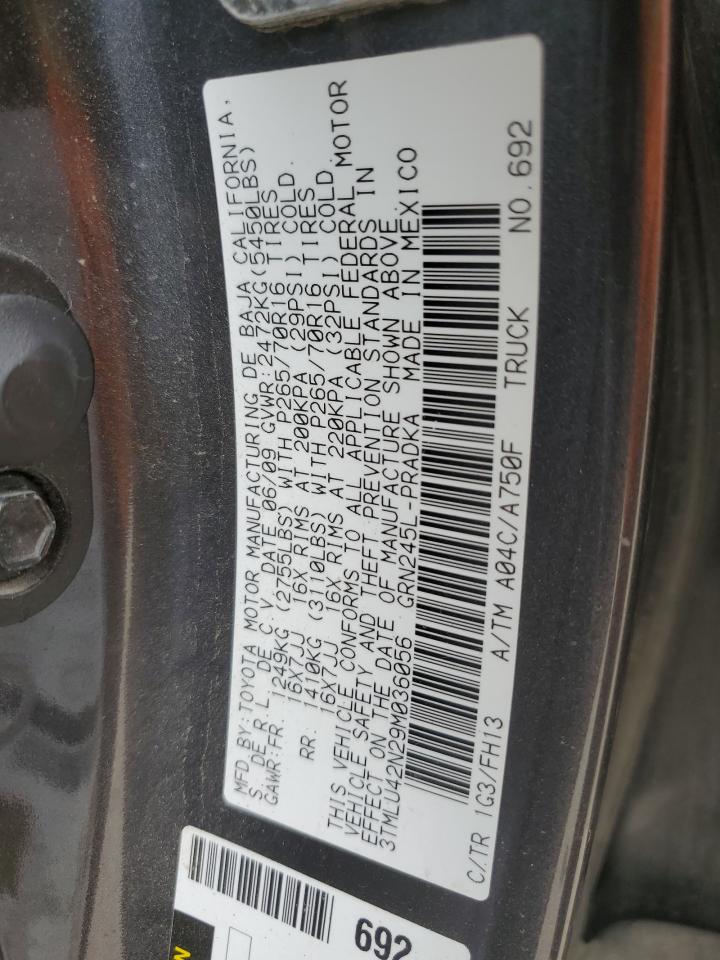 MFD BY:TOYOTA MOTOR MANUFACTURING DE BAJA CALIFORNIA,
S. DE R.L. DE C.V. DATE 06/09 GVWR:2472KG(5450LBS)
GAWR:FR: 1249KG (2755LBS) WITH P265/70R16 TIRES
16X7JJ 16X RIMS AT 200KPA (29PSI)COLD.
RR: 1410KG (3110LBS) WITH P265/70R16 TIRES
16X7JJ 16X RIMS AT 220KPA (32PSI)COLD.
THIS VEHICLE CONFORMS TO ALL APPLICABLE FEDERAL MOTOR
VEHICLE SAFETY AND THEFT PREVENTION STANDARDS IN
EFFECT ON THE DATE OF MANUFACTURE SHOWN ABOVE.
3TMLU42N29M036056 GRN245L-PRADKA MADE IN MEXICO
C/TR 1G3/FH13 A/TM A04C/A750F TRUCK NO.692
692